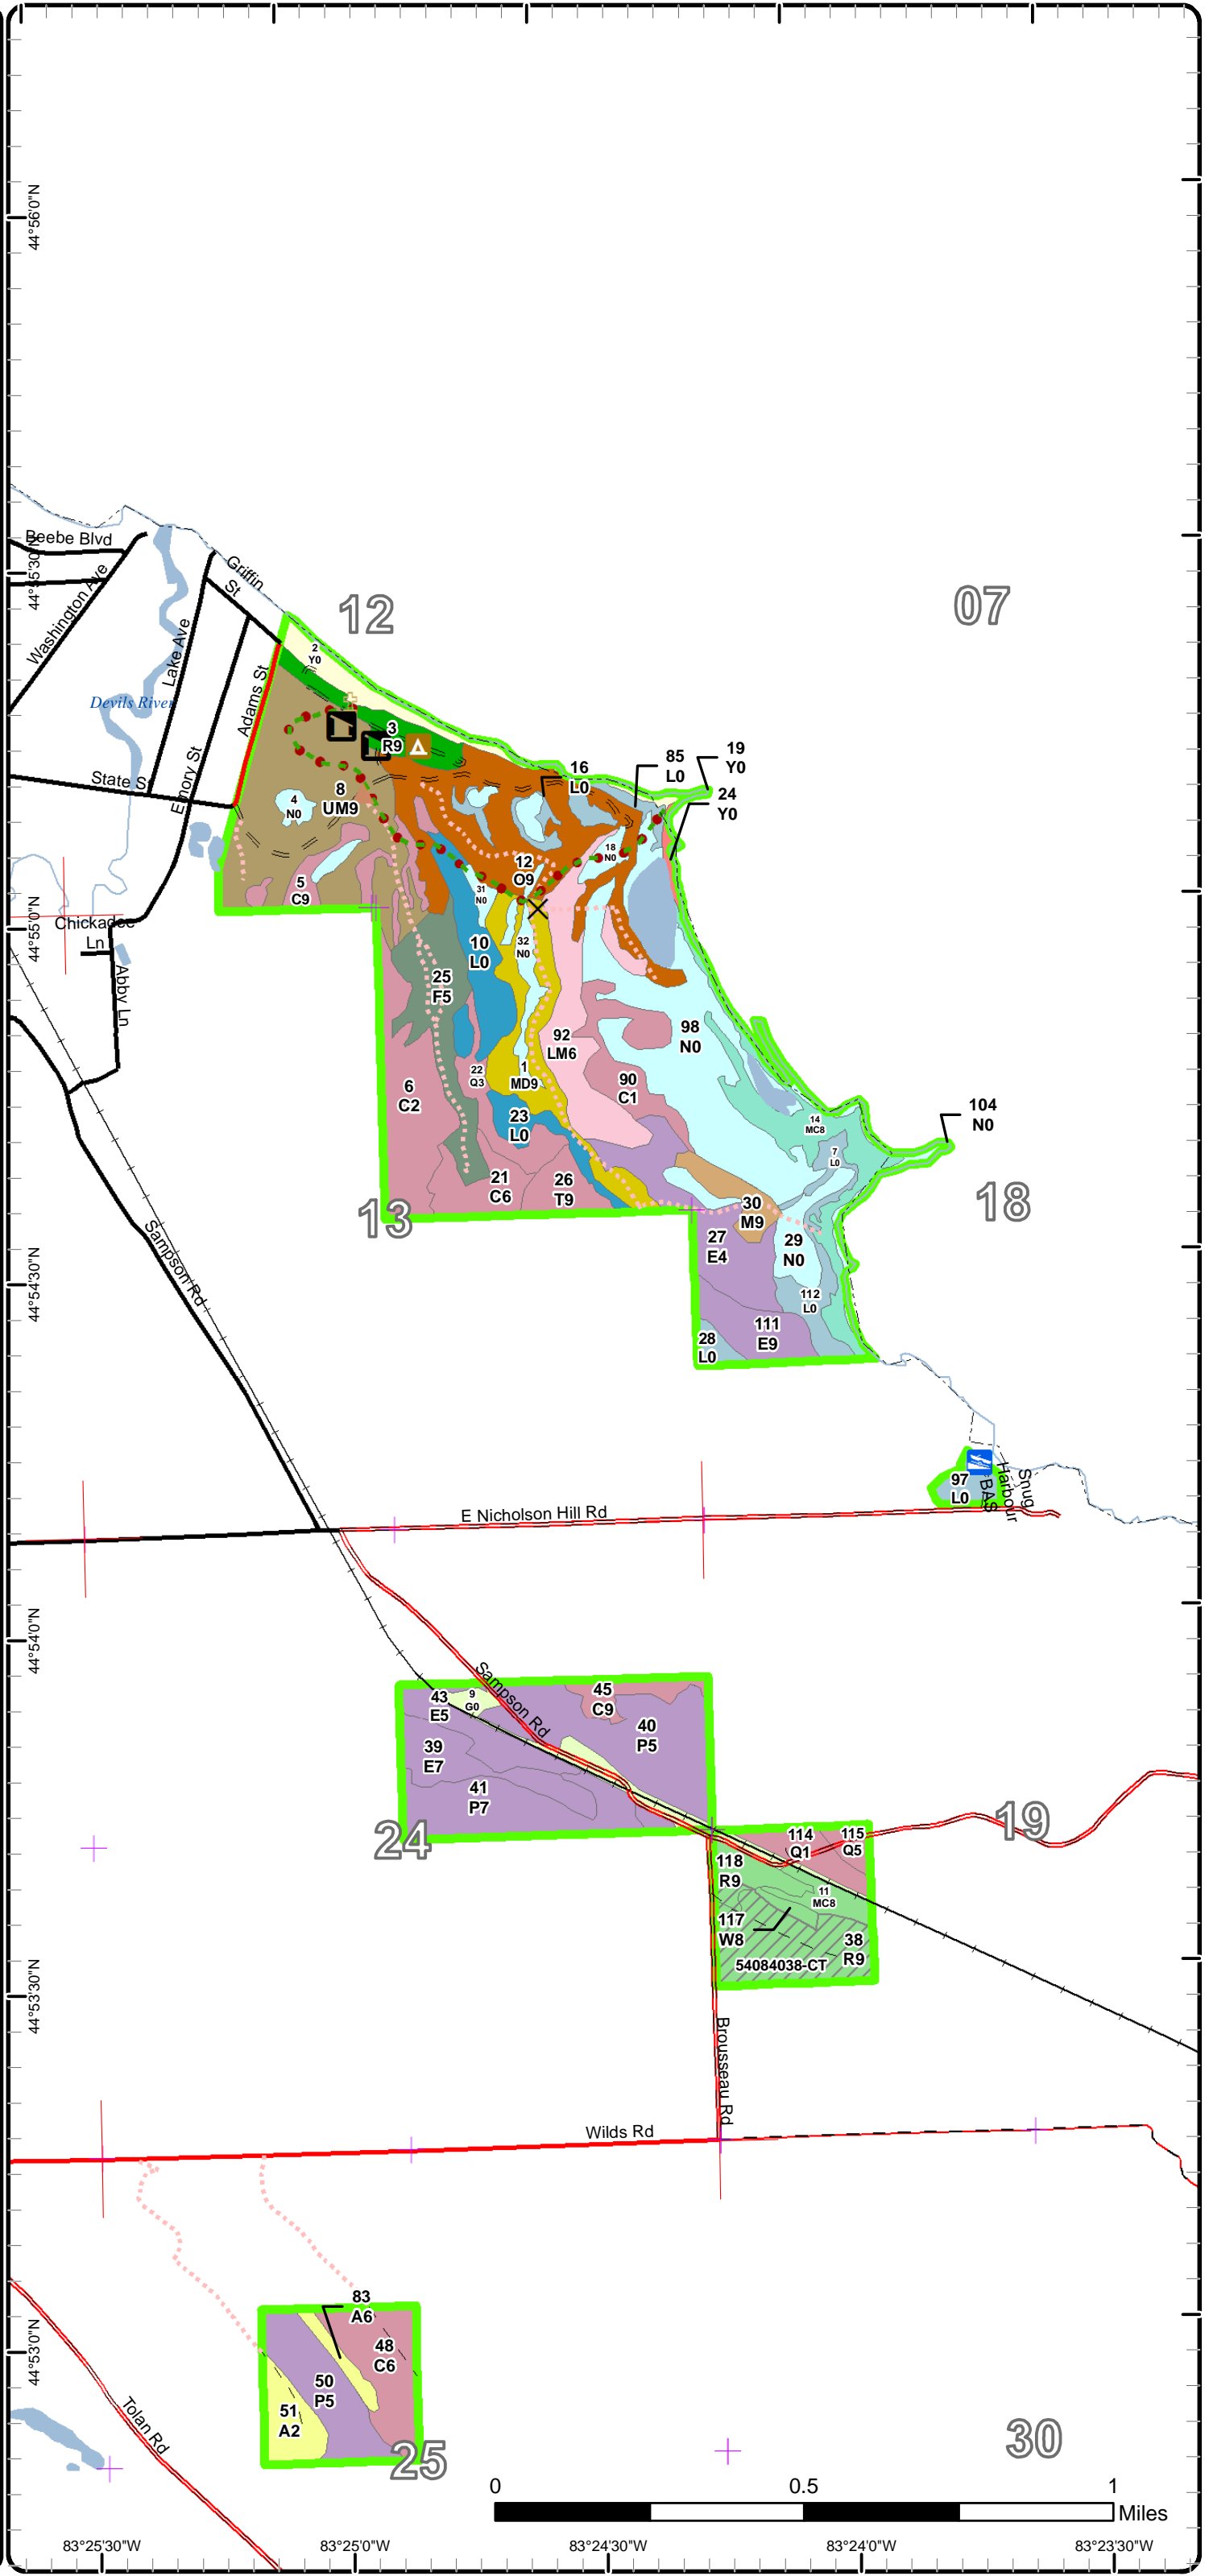 44°56'0"N
Beebe Blvd
44°55'30"N
Washington Ave
Lake Ave
Griffin
St
12
07
2
Y0
Adams St
Devils River
3
R9
State St
Emory St
4
N0
8
UM9
16
L0
85
L0
19
Y0
24
Y0
18
N0
12
O9
5
C9
31
N0
44°55'0"N
Chickadee
Ln
Abby Ln
10
L0
32
N0
25
F5
92
LM6
98
N0
22
Q3
1
MD9
90
C1
6
C2
23
L0
14
MC8
104
N0
7
L0
21
C6
26
T9
13
18
30
M9
27
E4
29
N0
Sampson Rd
44°54'30"N
112
L0
111
E9
28
L0
97
L0
Snug
Harbour
BAS
E Nicholson Hill Rd
44°54'0"N
Sampson Rd
43
E5
9
G0
45
C9
40
P5
39
E7
41
P7
24
19
114
Q1
115
Q5
118
R9
11
MC8
117
W8
38
R9
54084038-CT
44°53'30"N
Brousseau Rd
Wilds Rd
83
A6
48
C6
44°53'0"N
50
P5
51
A2
Tolan Rd
25
30
0 0.5 1
Miles
83°25'30"W 83°25'0"W 83°24'30"W 83°24'0"W 83°23'30"W